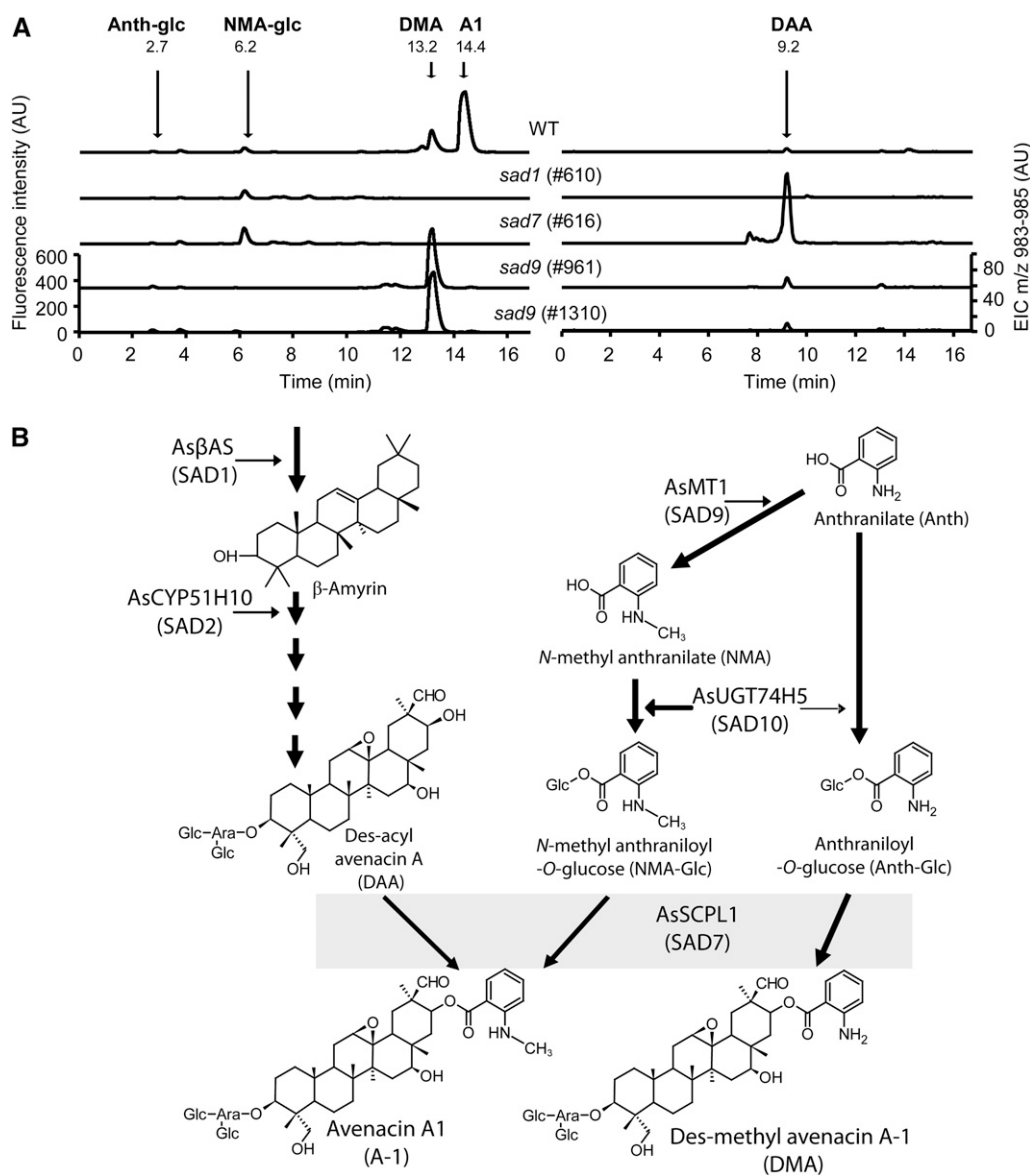 A
Anth-glc NMA-glc DMA A1 DAA
2.7 6.2 13.2 14.4 9.2
Fluorescence intensity (AU)
WT
sad1 (#610)
sad7 (#616)
sad9 (#961)
sad9 (#1310)
600
400
200
0
80
60
40
20
0
EIC m/z 983-985 (AU)
0 2 4 6 8 10 12 14 16
0 2 4 6 8 10 12 14 16
Time (min)
Time (min)
B
AsβAS
(SAD1)
OH
β-Amyrin
AsCYP51H10
(SAD2)
CHO
OH
O
OH
Glc–Ara–O
Glc
OH
Des-acyl
avenacin A
(DAA)
AsMT1
(SAD9)
HO
O
NH2
Anthranilate (Anth)
HO
O
HN
CH3
N-methyl anthranilate (NMA)
AsUGT74H5
(SAD10)
Glc O
O
HN
CH3
N-methyl anthraniloyl
-O-glucose (NMA-Glc)
Glc O
O
NH2
Anthraniloyl
-O-glucose (Anth-Glc)
AsSCPL1
(SAD7)
CHO
O
O
HN
CH3
O
OH
Glc–Ara–O
Glc
OH
Avenacin A1
(A-1)
CHO
O
O
NH2
O
OH
Glc–Ara–O
Glc
OH
Des-methyl avenacin A-1
(DMA)